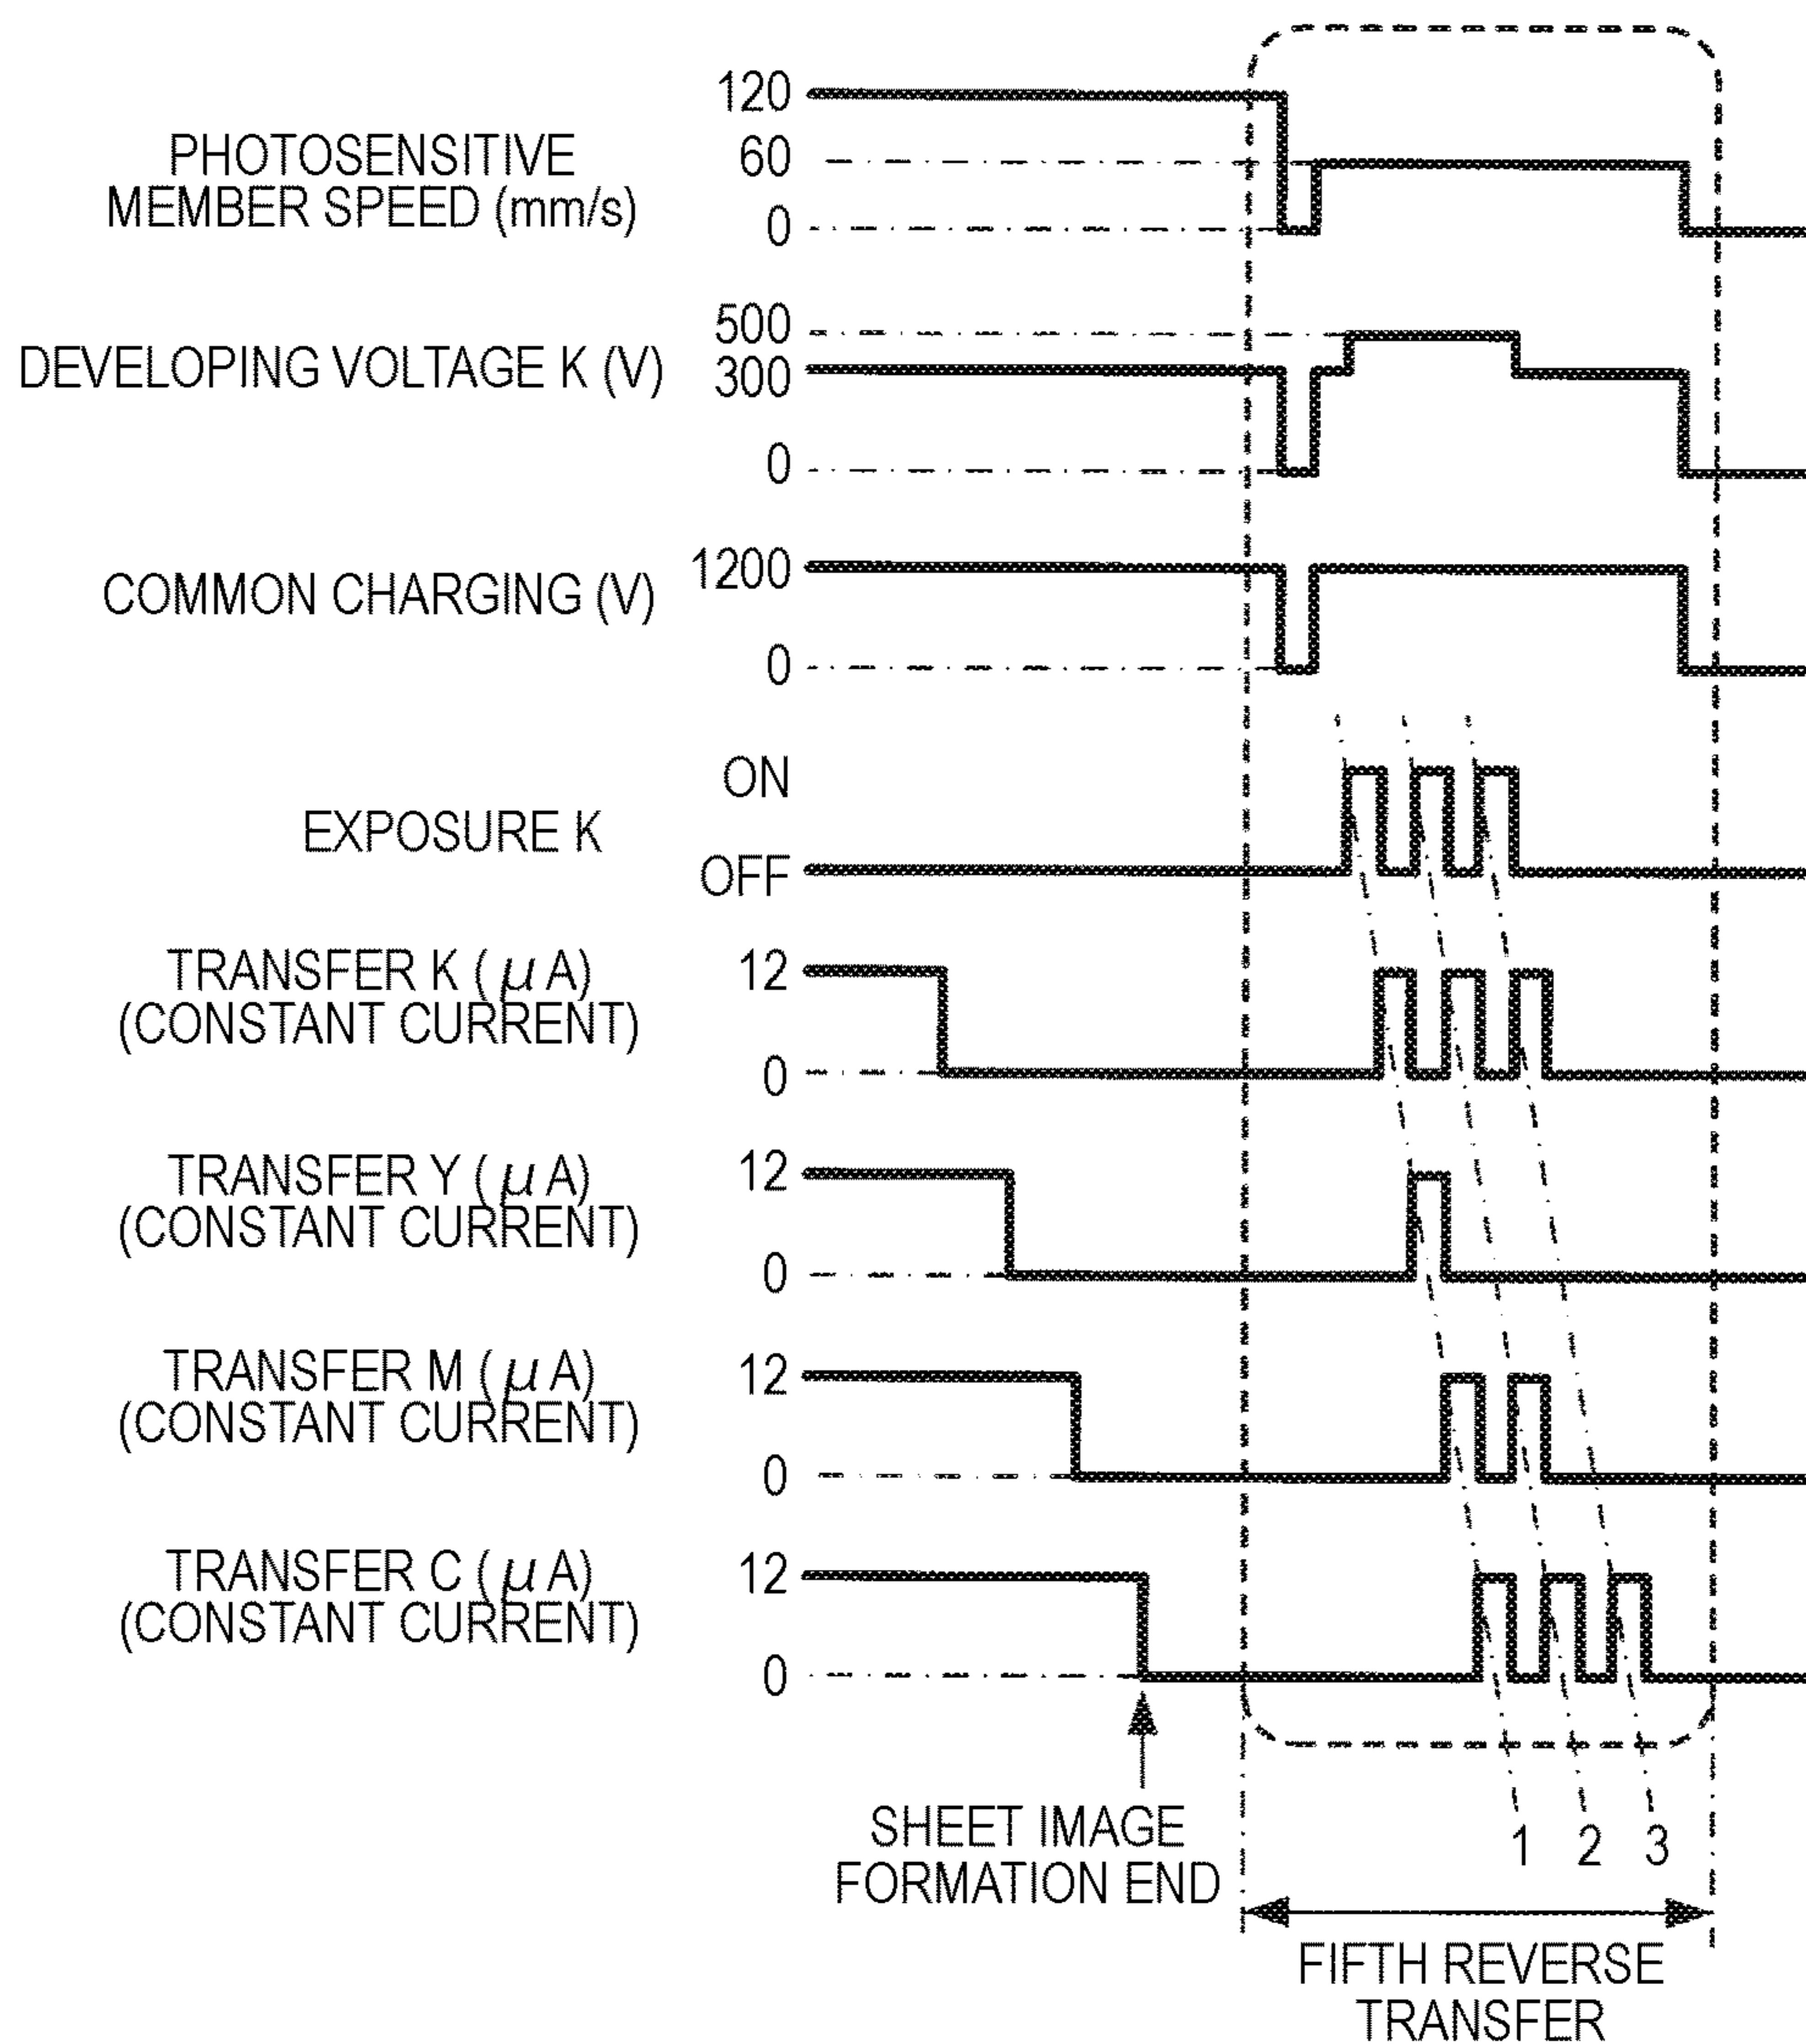 120
PHOTOSENSITIVE
MEMBER SPEED (mm/s)
60
0
DEVELOPING VOLTAGE K (V)
500
300
0
COMMON CHARGING (V)
1200
0
EXPOSURE K
ON
OFF
TRANSFER K (μA)
(CONSTANT CURRENT)
12
0
TRANSFER Y (μA)
(CONSTANT CURRENT)
12
0
TRANSFER M (μA)
(CONSTANT CURRENT)
12
0
TRANSFER C (μA)
(CONSTANT CURRENT)
12
0
SHEET IMAGE
FORMATION END
1 2 3
FIFTH REVERSE
TRANSFER